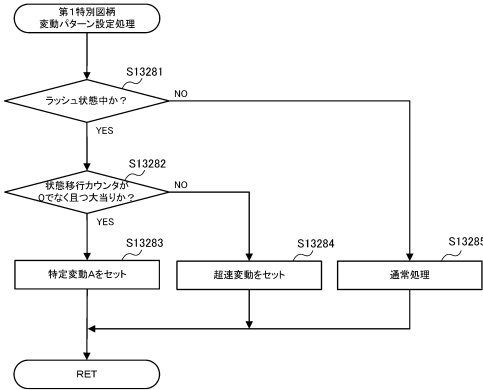 第１特別図柄
変動パターン設定処理
S13281
ラッシュ状態中か？
NO
YES
S13282
状態移行カウンタが
０でなく且つ大当りか？
NO
YES
S13283
特定変動Aをセット
S13284
超速変動をセット
S13285
通常処理
RET